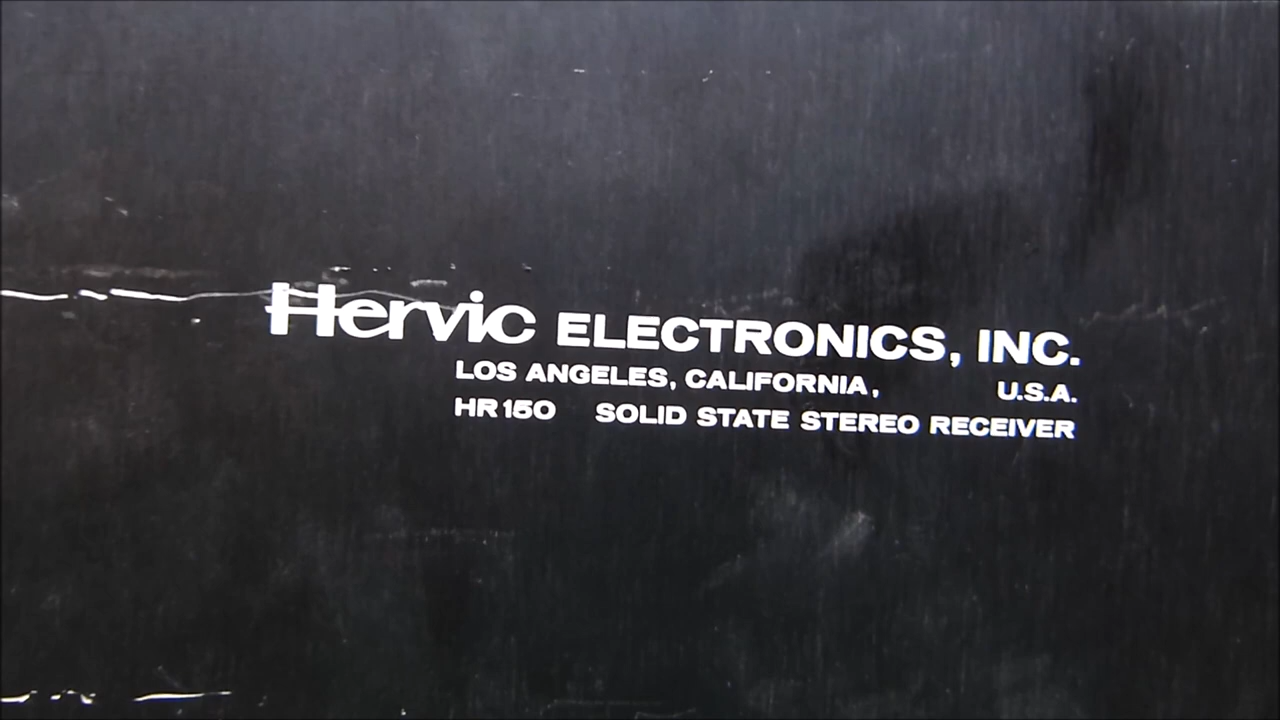 Hervic ELECTRONICS, INC.
LOS ANGELES, CALIFORNIA, U.S.A.
HR150 SOLID STATE STEREO RECEIVER